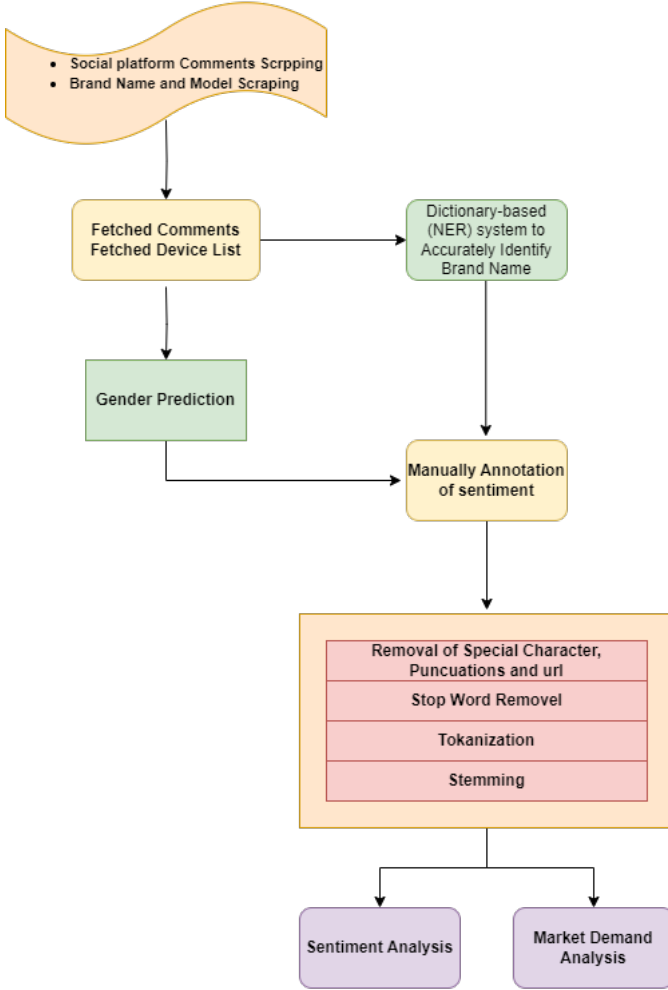 Social platform Comments Scrpping
Brand Name and Model Scraping
Fetched Comments
Fetched Device List
Dictionary-based
(NER) system to
Accurately Identify
Brand Name
Gender Prediction
Manually Annotation
of sentiment
Removal of Special Character,
Puncuations and url
Stop Word Removel
Tokanization
Stemming
Sentiment Analysis
Market Demand
Analysis